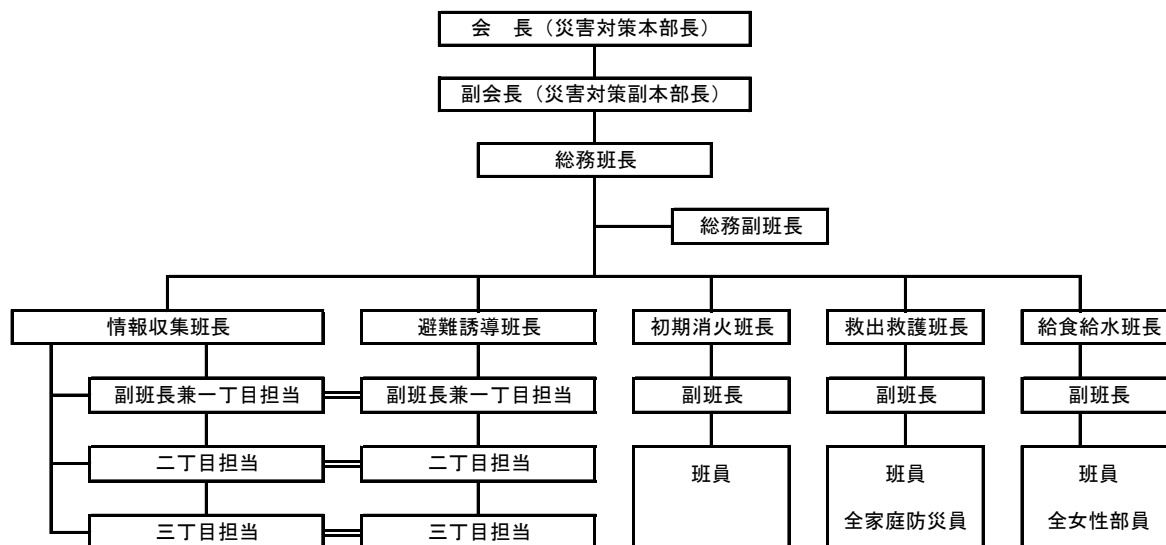 会　長（災害対策本部長）
副会長（災害対策副本部長）
総務班長
総務副班長
情報収集班長
避難誘導班長
初期消火班長
救出救護班長
給食給水班長
副班長兼一丁目担当
副班長兼一丁目担当
副班長
副班長
副班長
二丁目担当
二丁目担当
班員
班員
班員
三丁目担当
三丁目担当
全家庭防災員
全女性部員